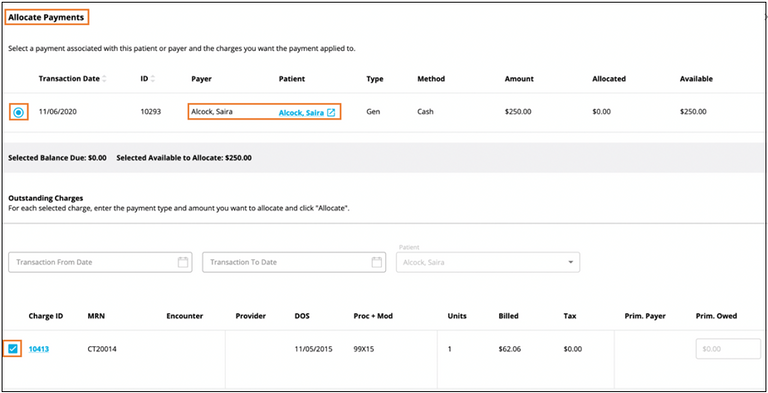 Allocate Payments
Select a payment associated with this patient or payer and the charges you want the payment applied to.
Transaction Date ID Payer Patient Type Method Amount Allocated Available
11/06/2020 10293 Alcock, Saira Alcock, Saira Gen Cash $250.00 $0.00 $250.00
Selected Balance Due: $0.00 Selected Available to Allocate: $250.00
Outstanding Charges
For each selected charge, enter the payment type and amount you want to allocate and click "Allocate".
Patient
Transaction From Date Transaction To Date Alcock, Saira
Charge ID MRN Encounter Provider DOS Proc + Mod Units Billed Tax Prim. Payer Prim. Owed
10413 CT20014 11/05/2015 99X15 1 $62.06 $0.00 $0.00